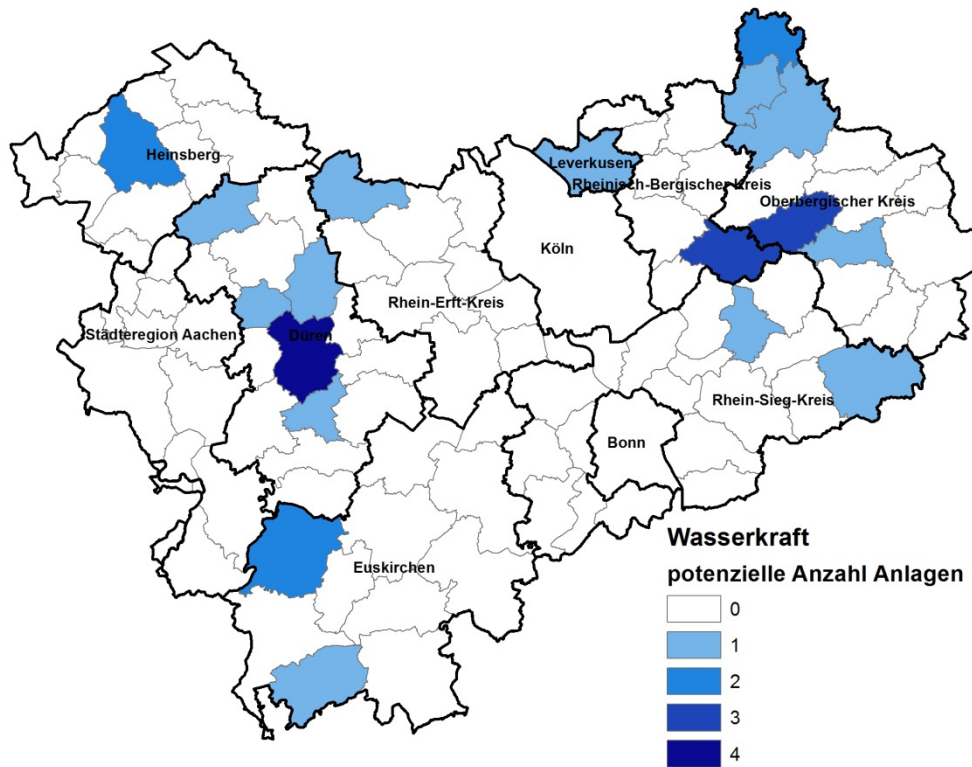 Heinsberg
Leverkusen
Rheinisch-Bergischer Kreis
Oberbergischer Kreis
Köln
Rhein-Erft-Kreis
Städteregion Aachen
Düren
Rhein-Sieg-Kreis
Bonn
Euskirchen
Wasserkraft
potenzielle Anzahl Anlagen
0
1
2
3
4